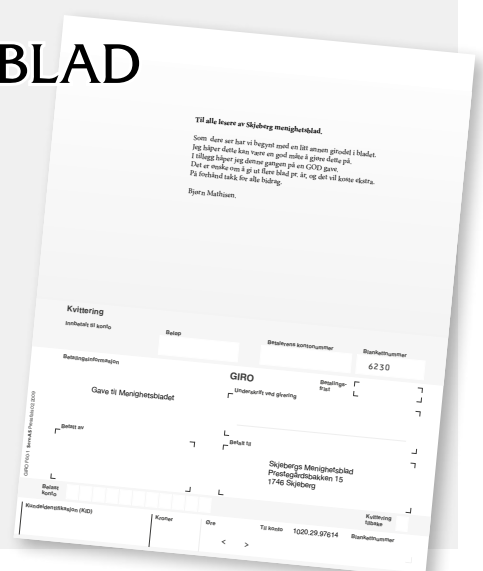 BLAD
Til alle lesere av Skjeberg menighetsblad.
Som dere ser har vi begynt med en litt annen girodel i bladet.
Jeg håper dette kan være en god måte å gjøre dette på.
I tillegg håper jeg denne gangen på en GOD gave.
Det er ønske om å gi ut flere blad pr. år, og det vil koste ekstra.
På forhånd takk for alle bidrag.
Bjørn Mathisen.
Kvittering
Innbetalt til konto
Beløp
Betalerens kontonummer
Blankettnummer
6230
Betalingsinformasjon
GIRO
Betalings-
frist
Underskrift ved girering
Gave til Menighetsbladet
Betalt av
Betalt til
Skjebergs Menighetsblad
Prestegårdsbakken 15
1746 Skjeberg
Belast
konto
Kvittering
tilbake
Kundeidentifikasjon (KID)
Kroner
Øre
Til konto
1020.29.97614
Blankettnummer
< >